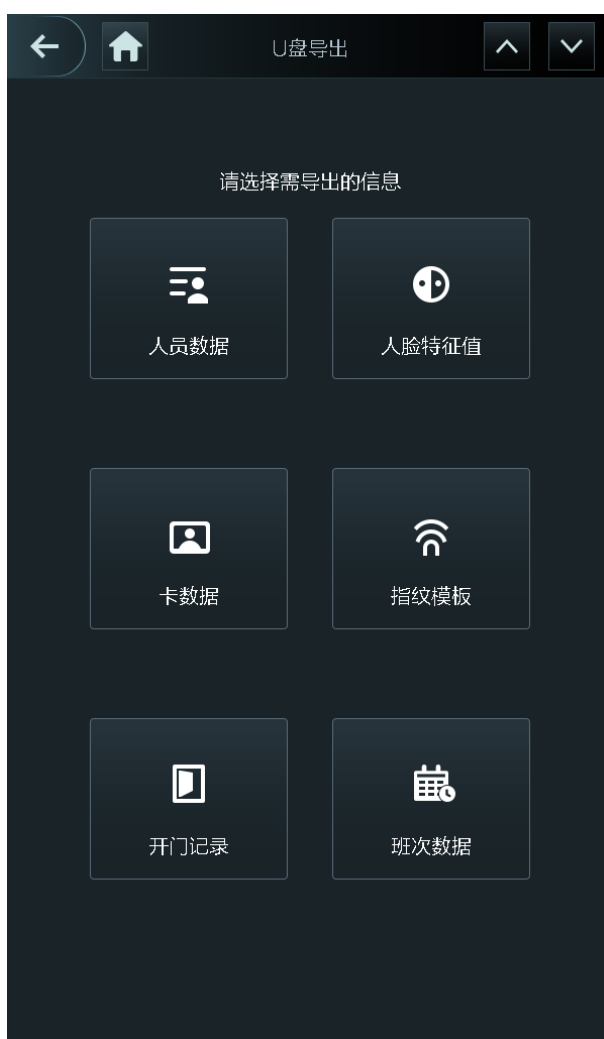 U盘导出
请选择需导出的信息
人员数据
人脸特征值
卡数据
指纹模板
开门记录
班次数据